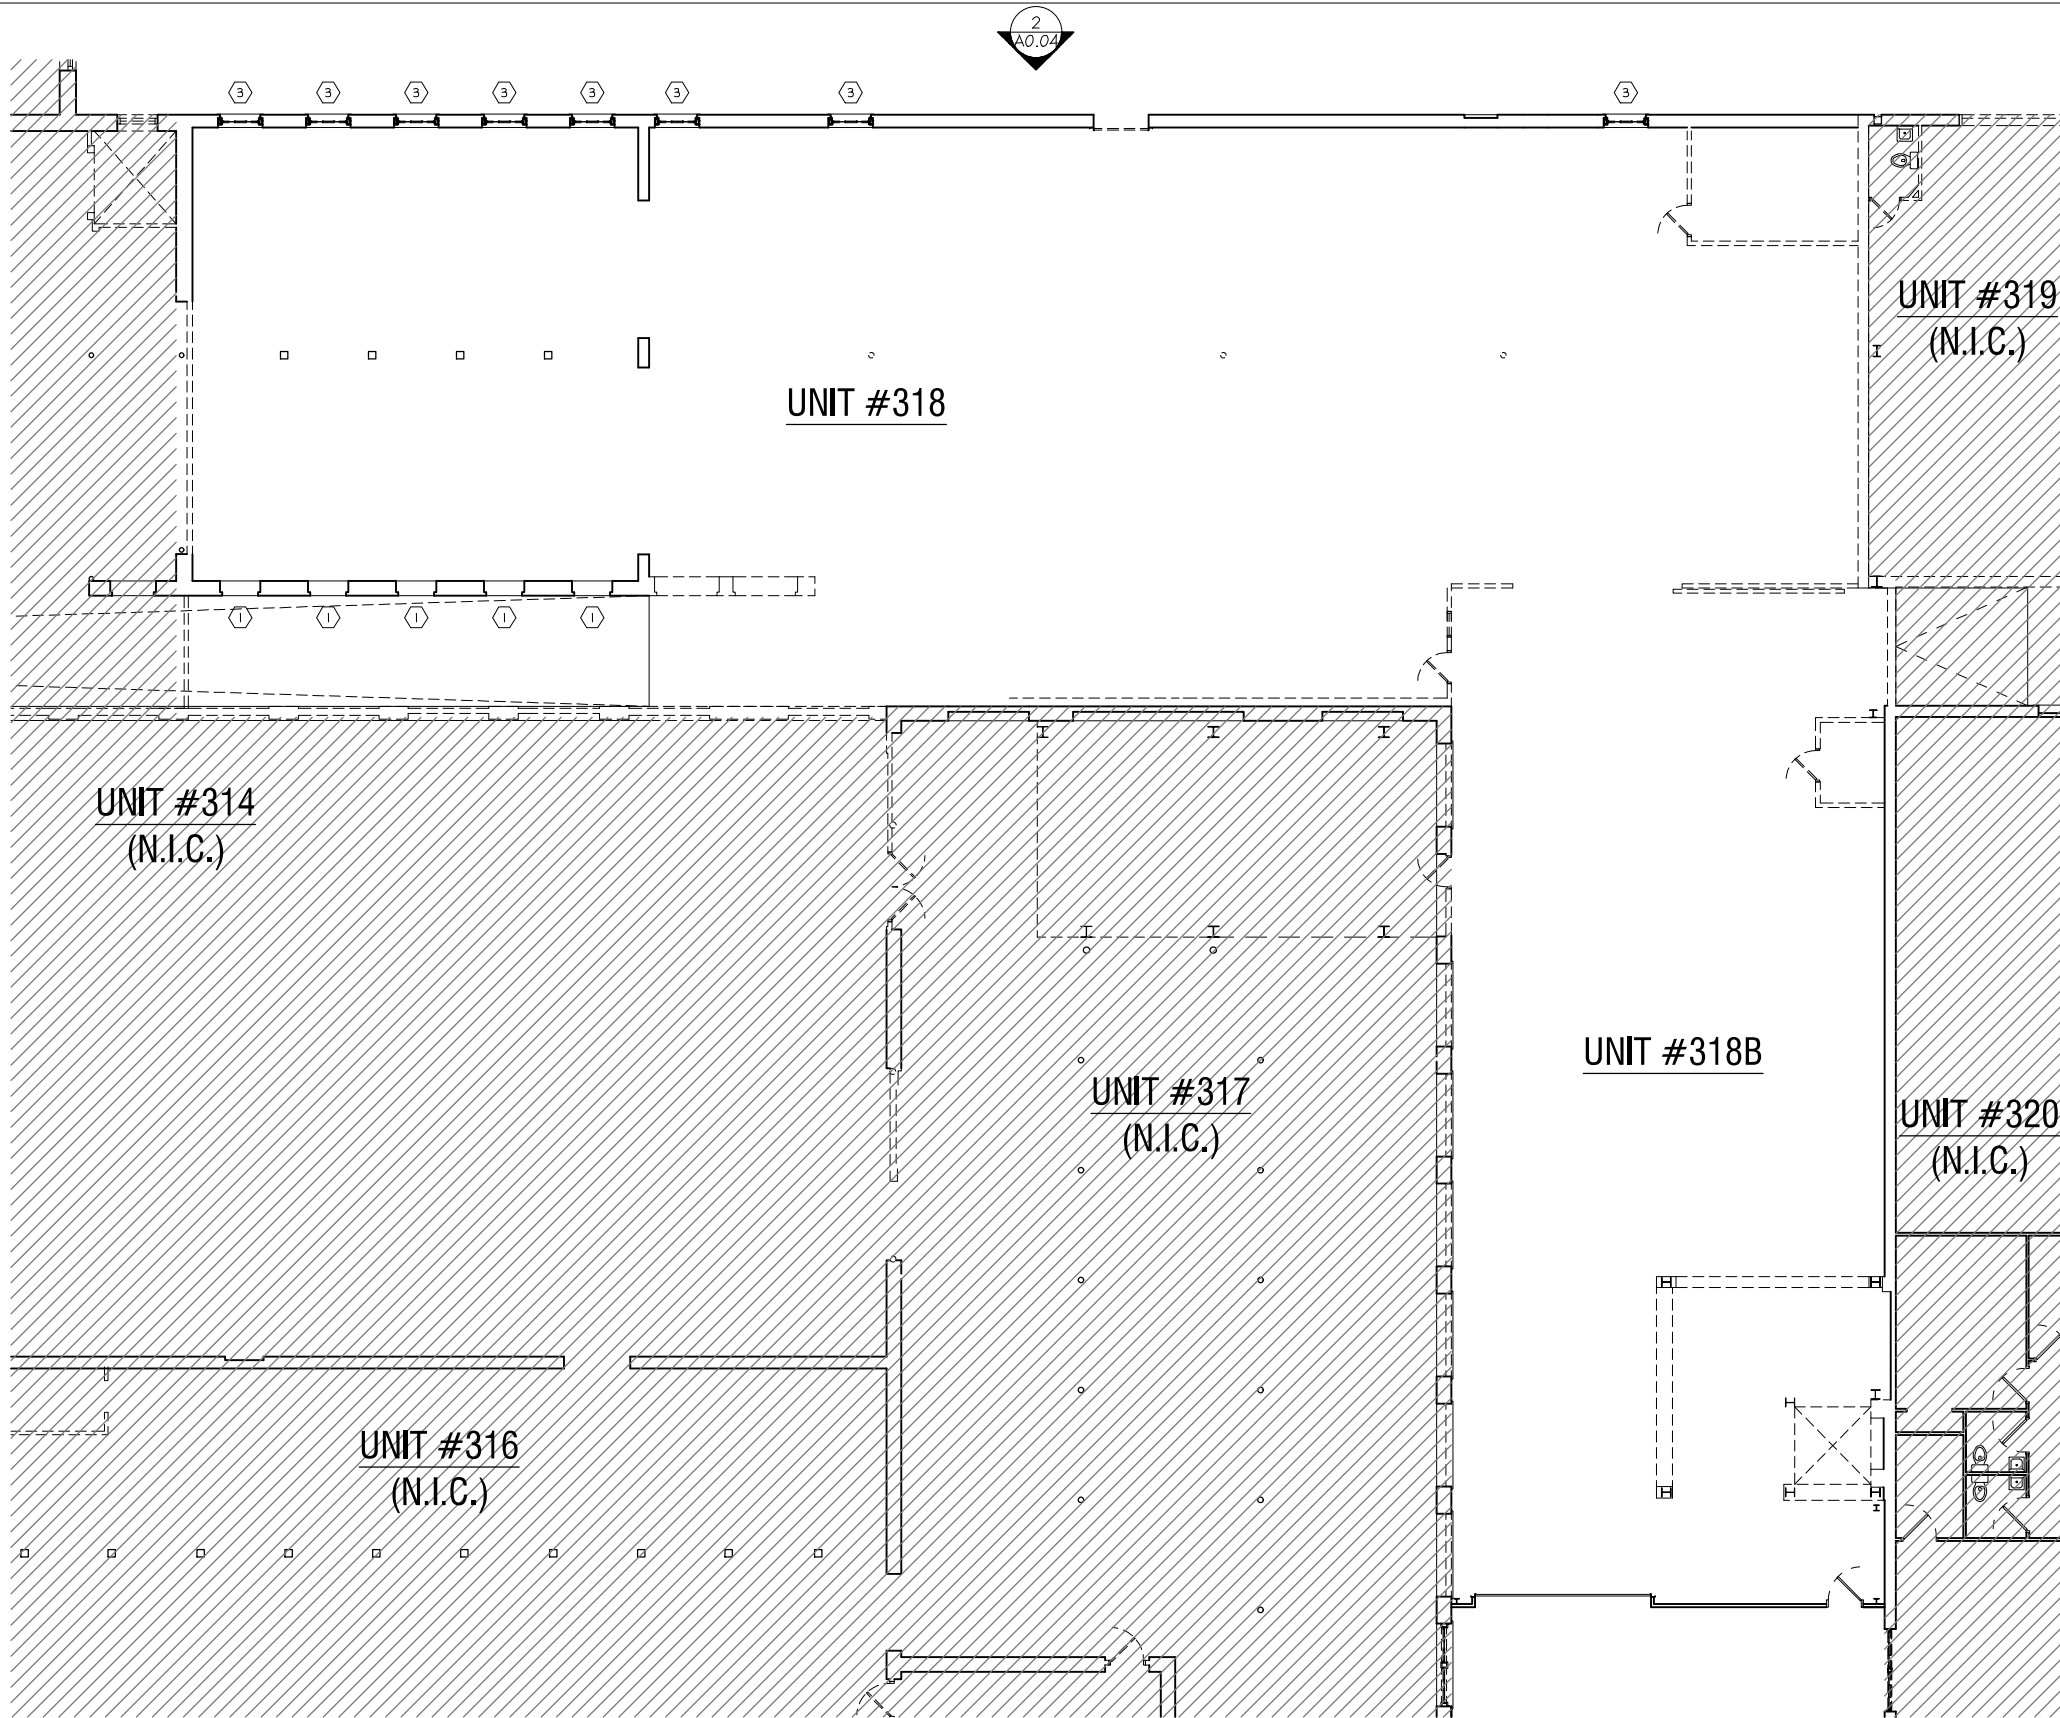 2
A0.04
3 3 3 3 3 3 3 3
UNIT #319
(N.I.C.)
UNIT #318
1 1 1 1 1
UNIT #314
(N.I.C.)
UNIT #318B
UNIT #317
(N.I.C.)
UNIT #320
(N.I.C.)
UNIT #316
(N.I.C.)